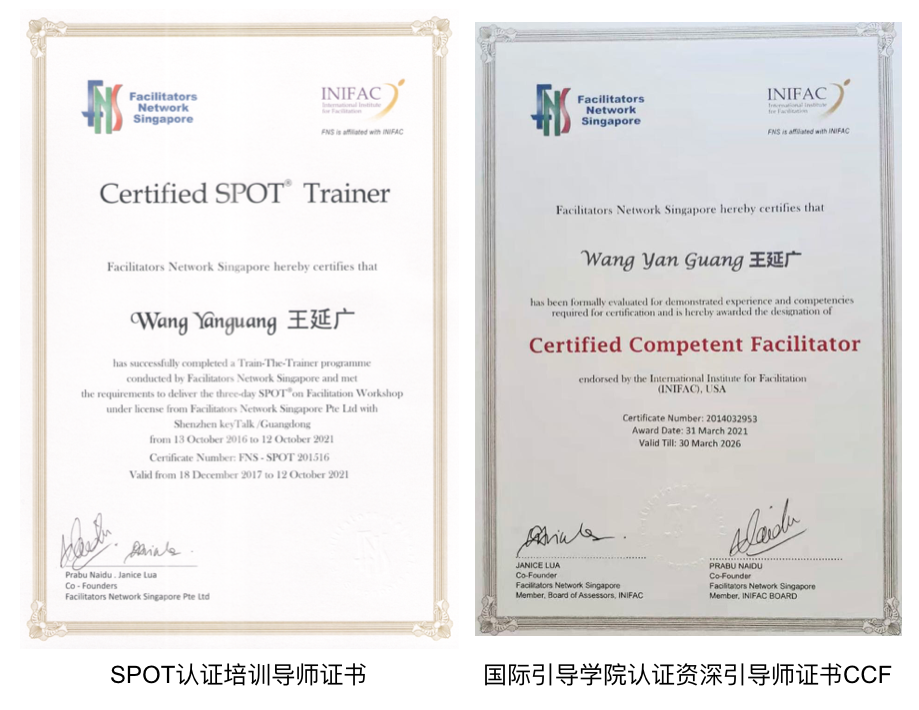 Facilitators
Network
Singapore
INIFAC
International Institute
for Facilitation
FNS is affiliated with INIFAC
Certified SPOT® Trainer
Facilitators Network Singapore hereby certifies that
Wang Yanguang 王延广
has successfully completed a Train-The-Trainer programme
conducted by Facilitators Network Singapore and met
the requirements to deliver the three-day SPOT®on Facilitation Workshop
under license from Facilitators Network Singapore Pte Ltd with
Shenzhen keyTalk /Guangdong
from 13 October 2016 to 12 October 2021
Certificate Number: FNS - SPOT 201516
Valid from 18 December 2017 to 12 October 2021
Prabu Naidu . Janice Lua
Co - Founders
Facilitators Network Singapore Pte Ltd
SPOT认证培训导师证书
Facilitators
Network
Singapore
INIFAC
International Institute
for Facilitation
FNS is affiliated with INIFAC
Facilitators Network Singapore hereby certifies that
Wang Yan Guang 王延广
has been formally evaluated for demonstrated experience and competencies
required for certification and is hereby awarded the designation of
Certified Competent Facilitator
endorsed by the International Institute for Facilitation
(INIFAC), USA
Certificate Number: 2014032953
Award Date: 31 March 2021
Valid Till: 30 March 2026
JANICE LUA
Co-Founder
Facilitators Network Singapore
Member, Board of Assessors, INIFAC
PRABU NAIDU
Co-Founder
Facilitators Network Singapore
Member, INIFAC BOARD
国际引导学院认证资深引导师证书CCF